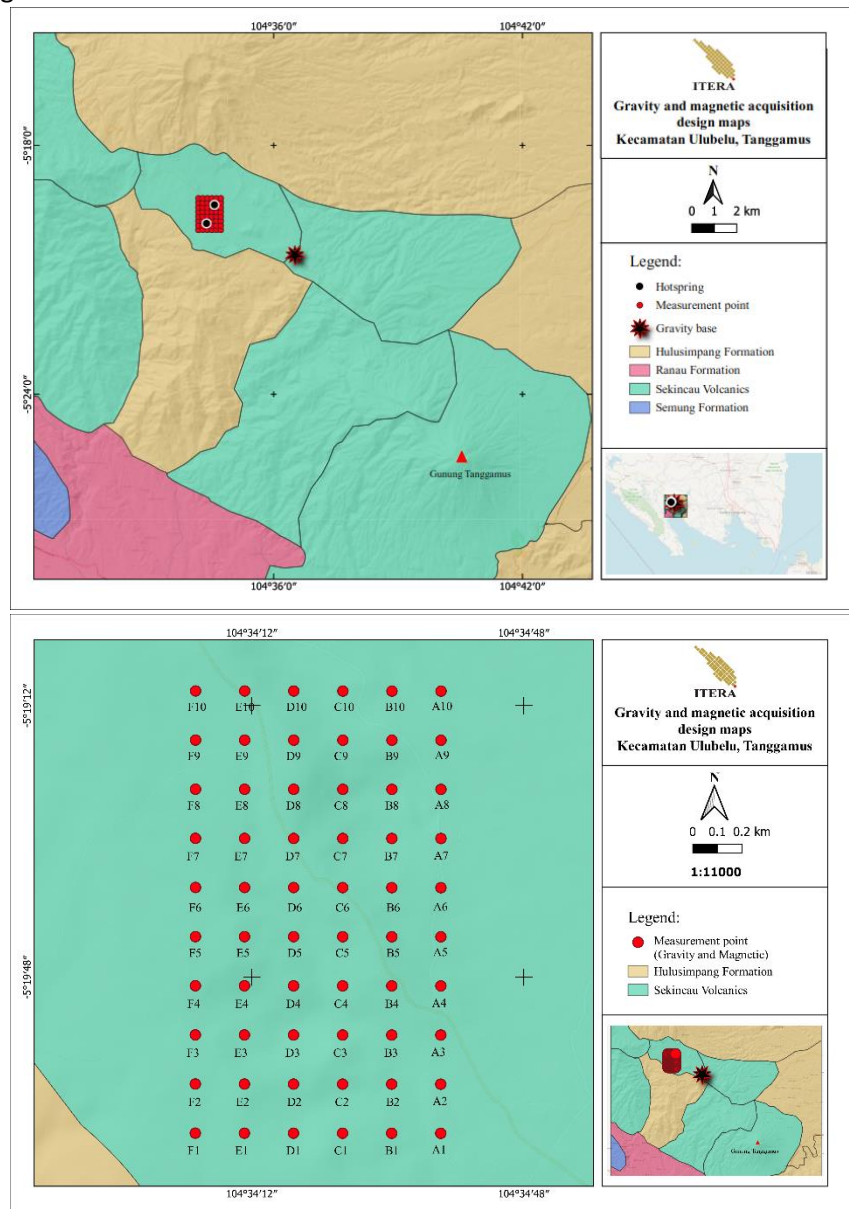 104°36'0"
104°42'0"
-5°18'0"
-5°24'0"
Gunung Tanggamus
104°36'0"
104°42'0"
ITERA
Gravity and magnetic acquisition
design maps
Kecamatan Ulubelu, Tanggamus
N
0 1 2 km
Legend:
Hotspring
Measurement point
Gravity base
Hulusimpang Formation
Ranau Formation
Sekincau Volcanics
Semung Formation
104°34'12"
104°34'48"
-5°19'12"
-5°19'48"
F10 E10 D10 C10 B10 A10
F9 E9 D9 C9 B9 A9
F8 E8 D8 C8 B8 A8
F7 E7 D7 C7 B7 A7
F6 E6 D6 C6 B6 A6
F5 E5 D5 C5 B5 A5
F4 E4 D4 C4 B4 A4
F3 E3 D3 C3 B3 A3
F2 E2 D2 C2 B2 A2
F1 E1 D1 C1 B1 A1
104°34'12"
104°34'48"
ITERA
Gravity and magnetic acquisition
design maps
Kecamatan Ulubelu, Tanggamus
N
0 0.1 0.2 km
1:11000
Legend:
Measurement point
(Gravity and Magnetic)
Hulusimpang Formation
Sekincau Volcanics
Gunung Tanggamus